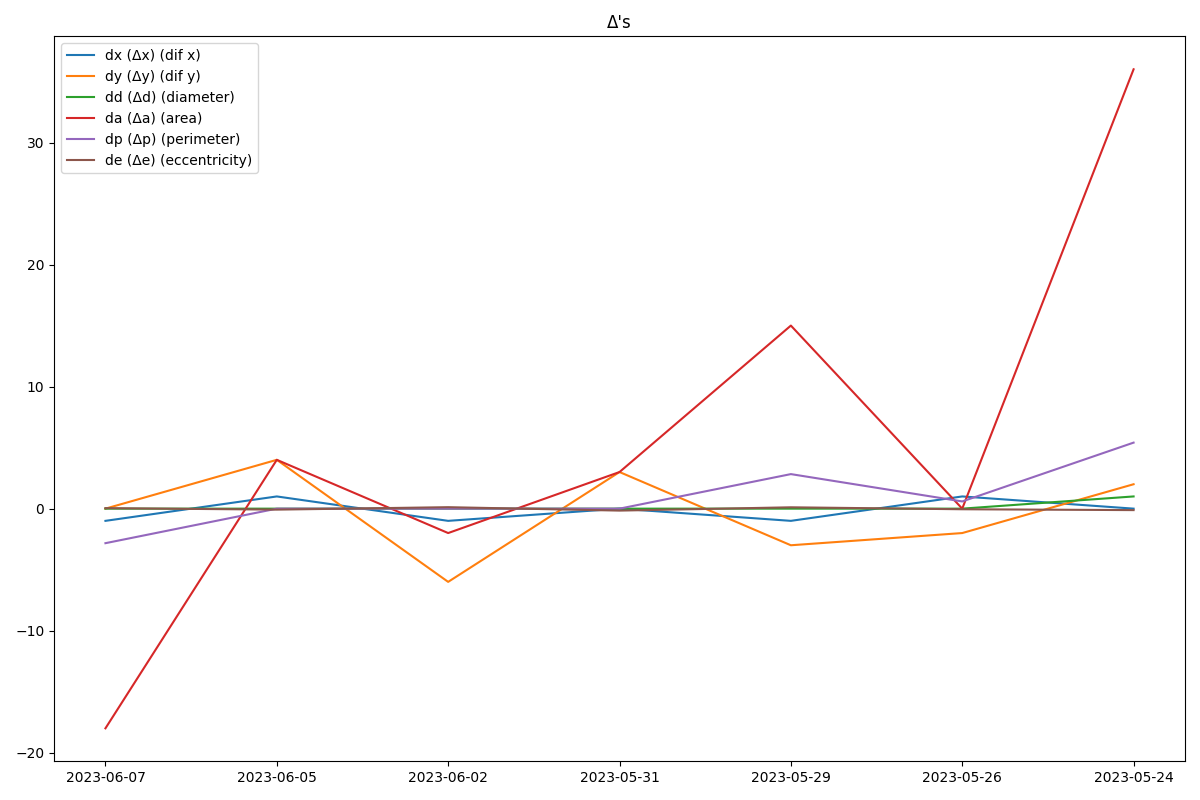 Δ's
dx (Δx) (dif x)
dy (Δy) (dif y)
dd (Δd) (diameter)
da (Δa) (area)
dp (Δp) (perimeter)
de (Δe) (eccentricity)
30
20
10
0
−10
−20
2023-06-07 2023-06-05 2023-06-02 2023-05-31 2023-05-29 2023-05-26 2023-05-24